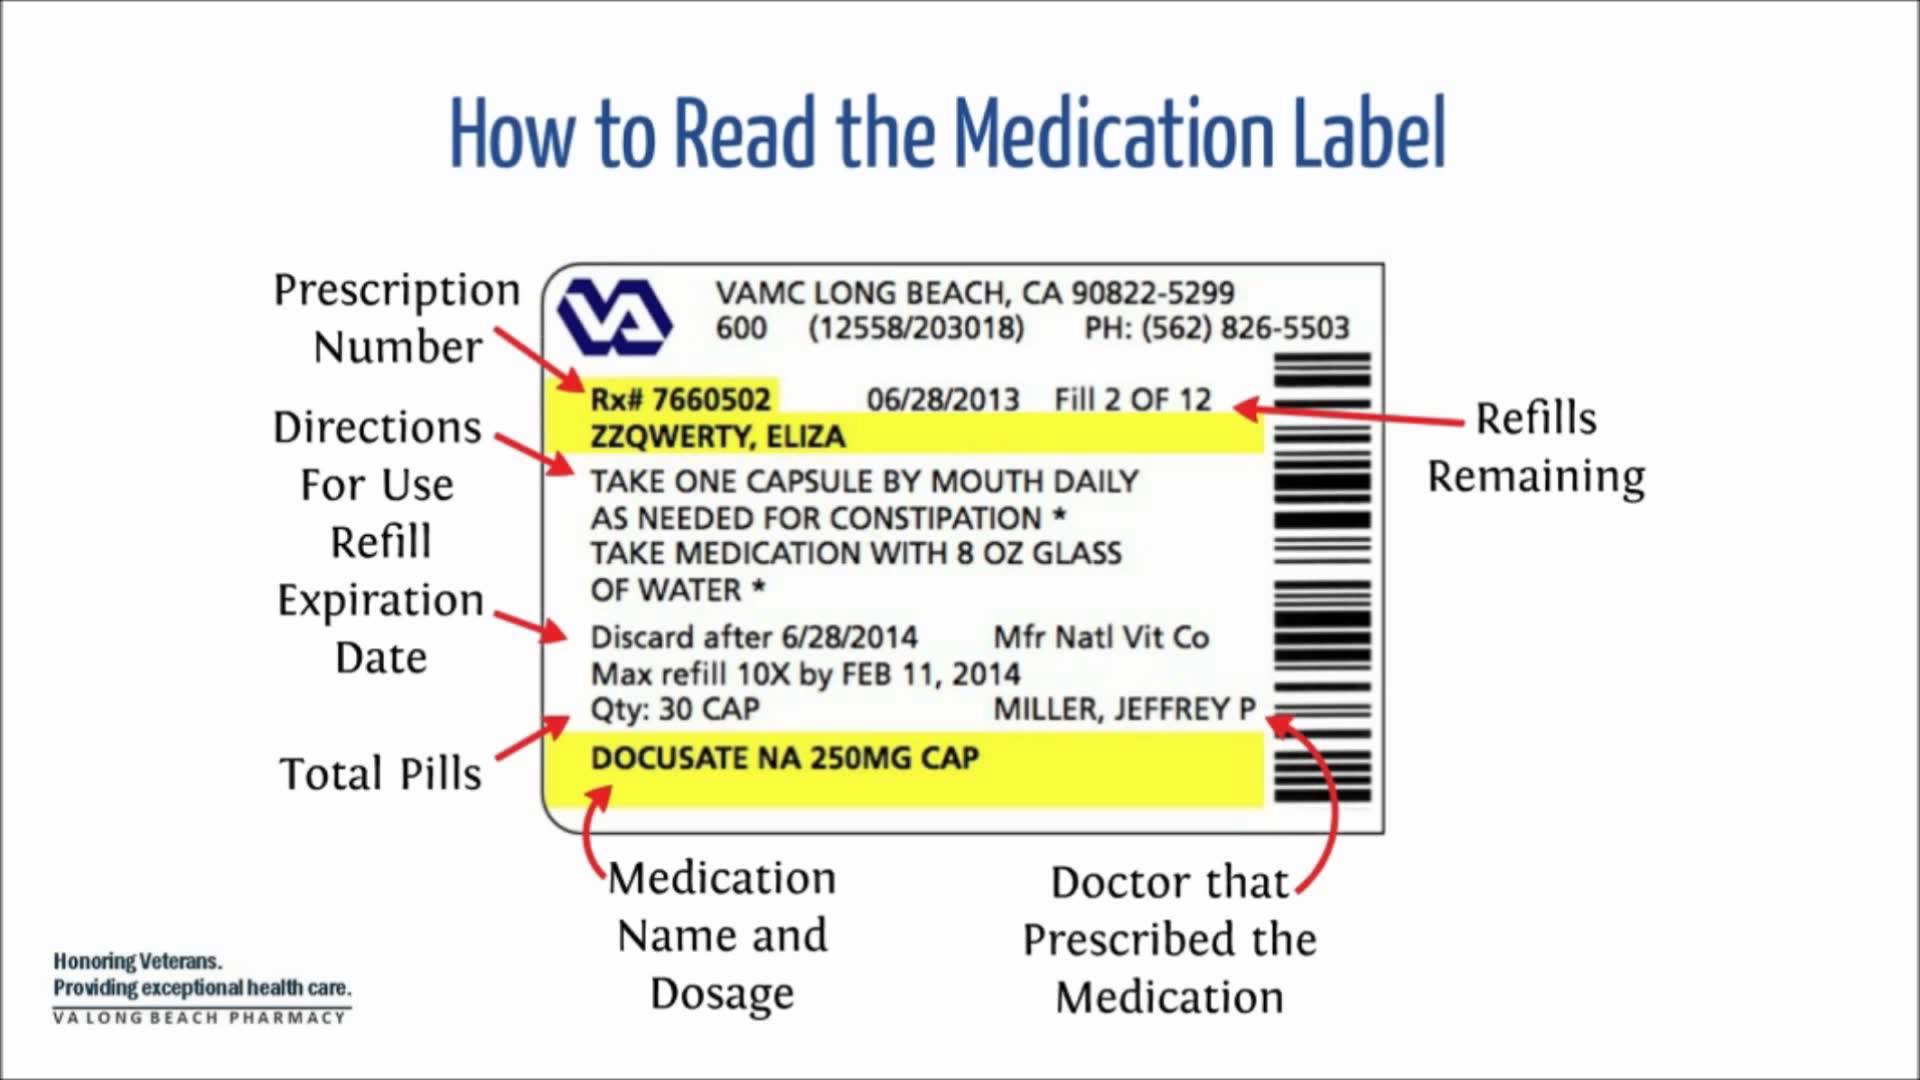 How to Read the Medication Label
Prescription
Number
Directions
For Use
Refill
Expiration
Date
Total Pills
VA
VAMC LONG BEACH, CA 90822-5299
600 (12558/203018) PH: (562) 826-5503
Rx# 7660502 06/28/2013 Fill 2 OF 12
ZZQWERTY, ELIZA
TAKE ONE CAPSULE BY MOUTH DAILY
AS NEEDED FOR CONSTIPATION *
TAKE MEDICATION WITH 8 OZ GLASS
OF WATER *
Discard after 6/28/2014 Mfr Natl Vit Co
Max refill 10X by FEB 11, 2014
Qty: 30 CAP MILLER, JEFFREY P
DOCUSATE NA 250MG CAP
Refills
Remaining
Medication
Name and
Dosage
Doctor that
Prescribed the
Medication
Honoring Veterans.
Providing exceptional health care.
VA LONG BEACH PHARMACY